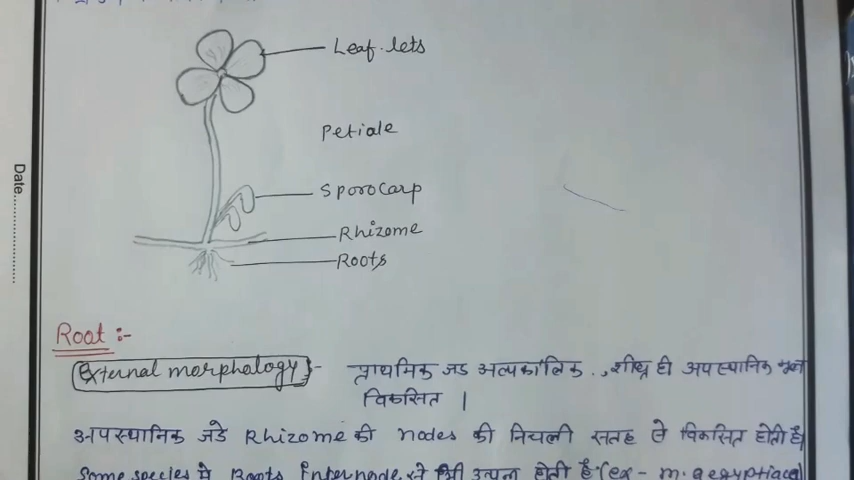 Leaf.lets
Petiale
Sporocarp
Rhizome
Roots
Date
Root :-
External morphology :- प्राथमिक जड अल्पकालिक . , शीघ्र ही अपस्थानिक मूल
विकसित |
अपस्थानिक जडे Rhizome की nodes की निचली सतह से विकसित होती है
Some species मे Roots Internode से भी उत्पन्न होती है (ex - m. aegyptiaca)